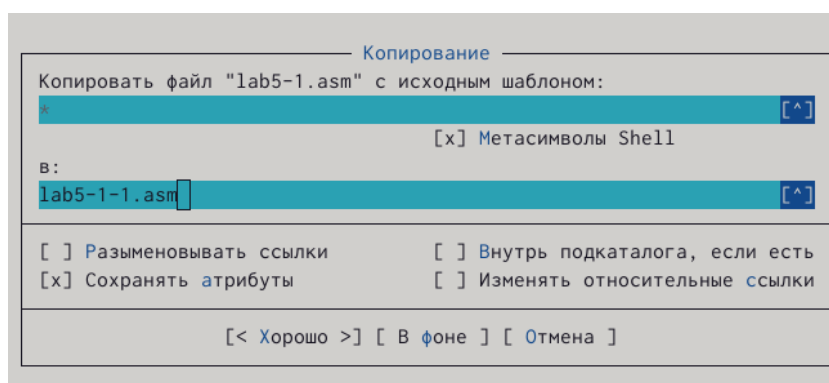 Копирование
Копировать файл "lab5-1.asm" с исходным шаблоном:
* [^]
[x] Метасимволы Shell
в:
lab5-1-1.asm [^]
[ ] Разыменовывать ссылки [ ] Внутрь подкаталога, если есть
[x] Сохранять атрибуты [ ] Изменять относительные ссылки
[< Хорошо >] [ В фоне ] [ Отмена ]